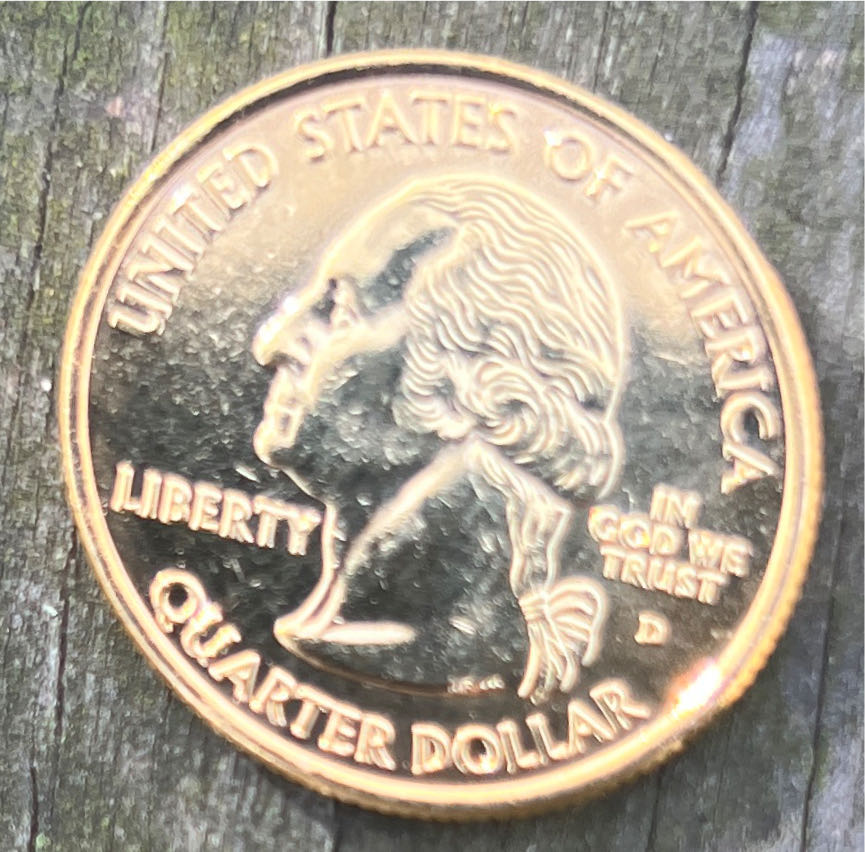 UNITED STATES OF AMERICA
LIBERTY
IN
GOD WE
TRUST
D
QUARTER DOLLAR